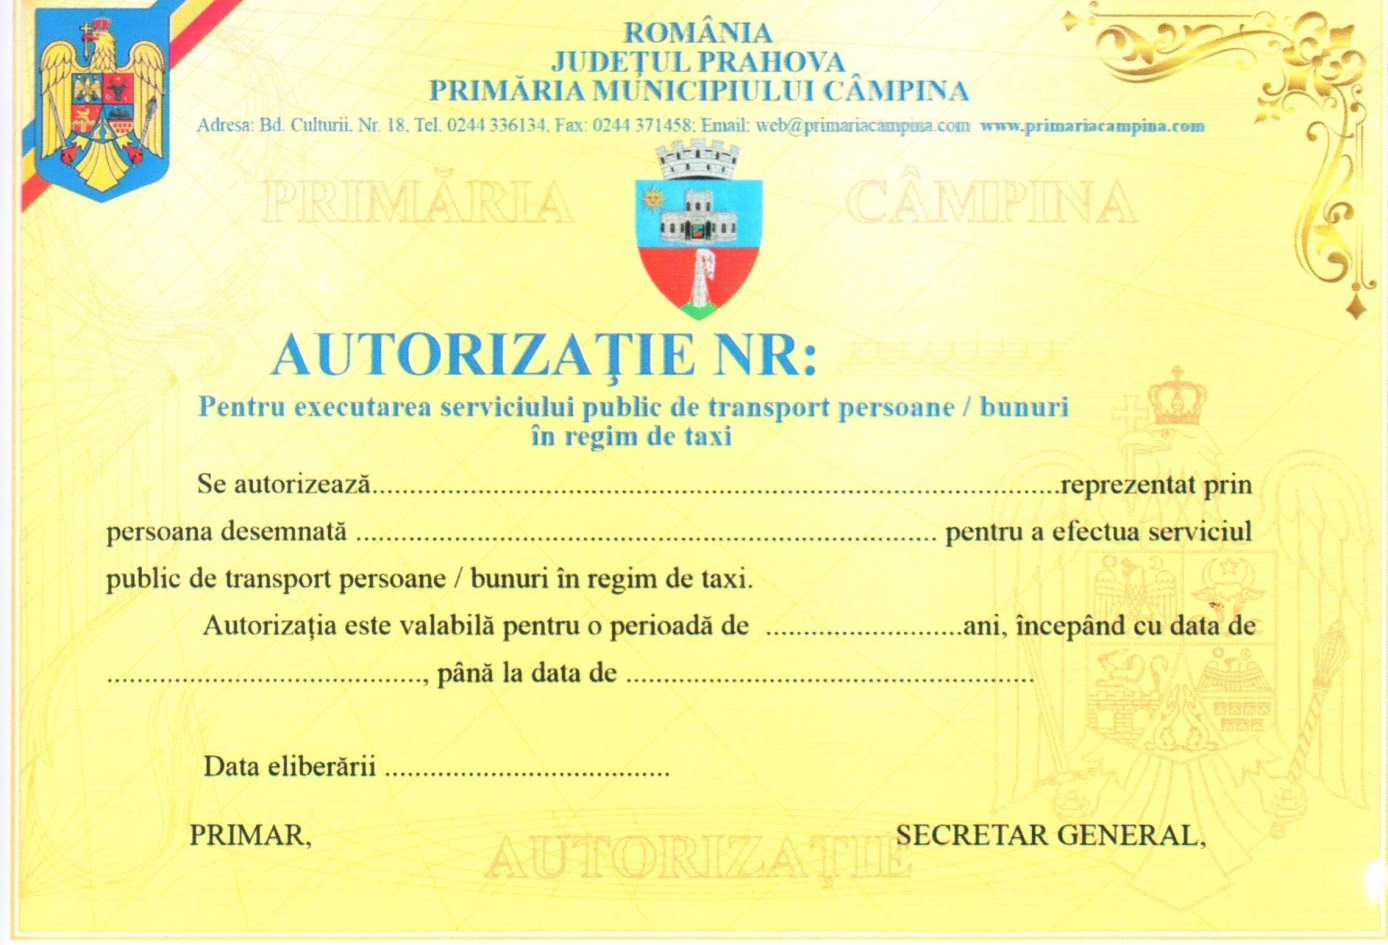 ROMÂNIA
JUDEŢUL PRAHOVA
PRIMĂRIA MUNICIPIULUI CÂMPINA
Adresa: Bd. Culturii, Nr. 18, Tel. 0244 336134, Fax: 0244 371458; Email: web@primariacampina.com www.primariacampina.com
PRIMĂRIA CÂMPINA
AUTORIZAŢIE NR:
Pentru executarea serviciului public de transport persoane / bunuri
în regim de taxi
Se autorizează..........................................................................................reprezentat prin
persoana desemnată ............................................................................ pentru a efectua serviciul
public de transport persoane / bunuri în regim de taxi.
Autorizația este valabilă pentru o perioadă de ..........................ani, începând cu data de
.........................................., până la data de ......................................................
Data eliberării .....................................
PRIMAR, SECRETAR GENERAL,
AUTORIZAŢIE